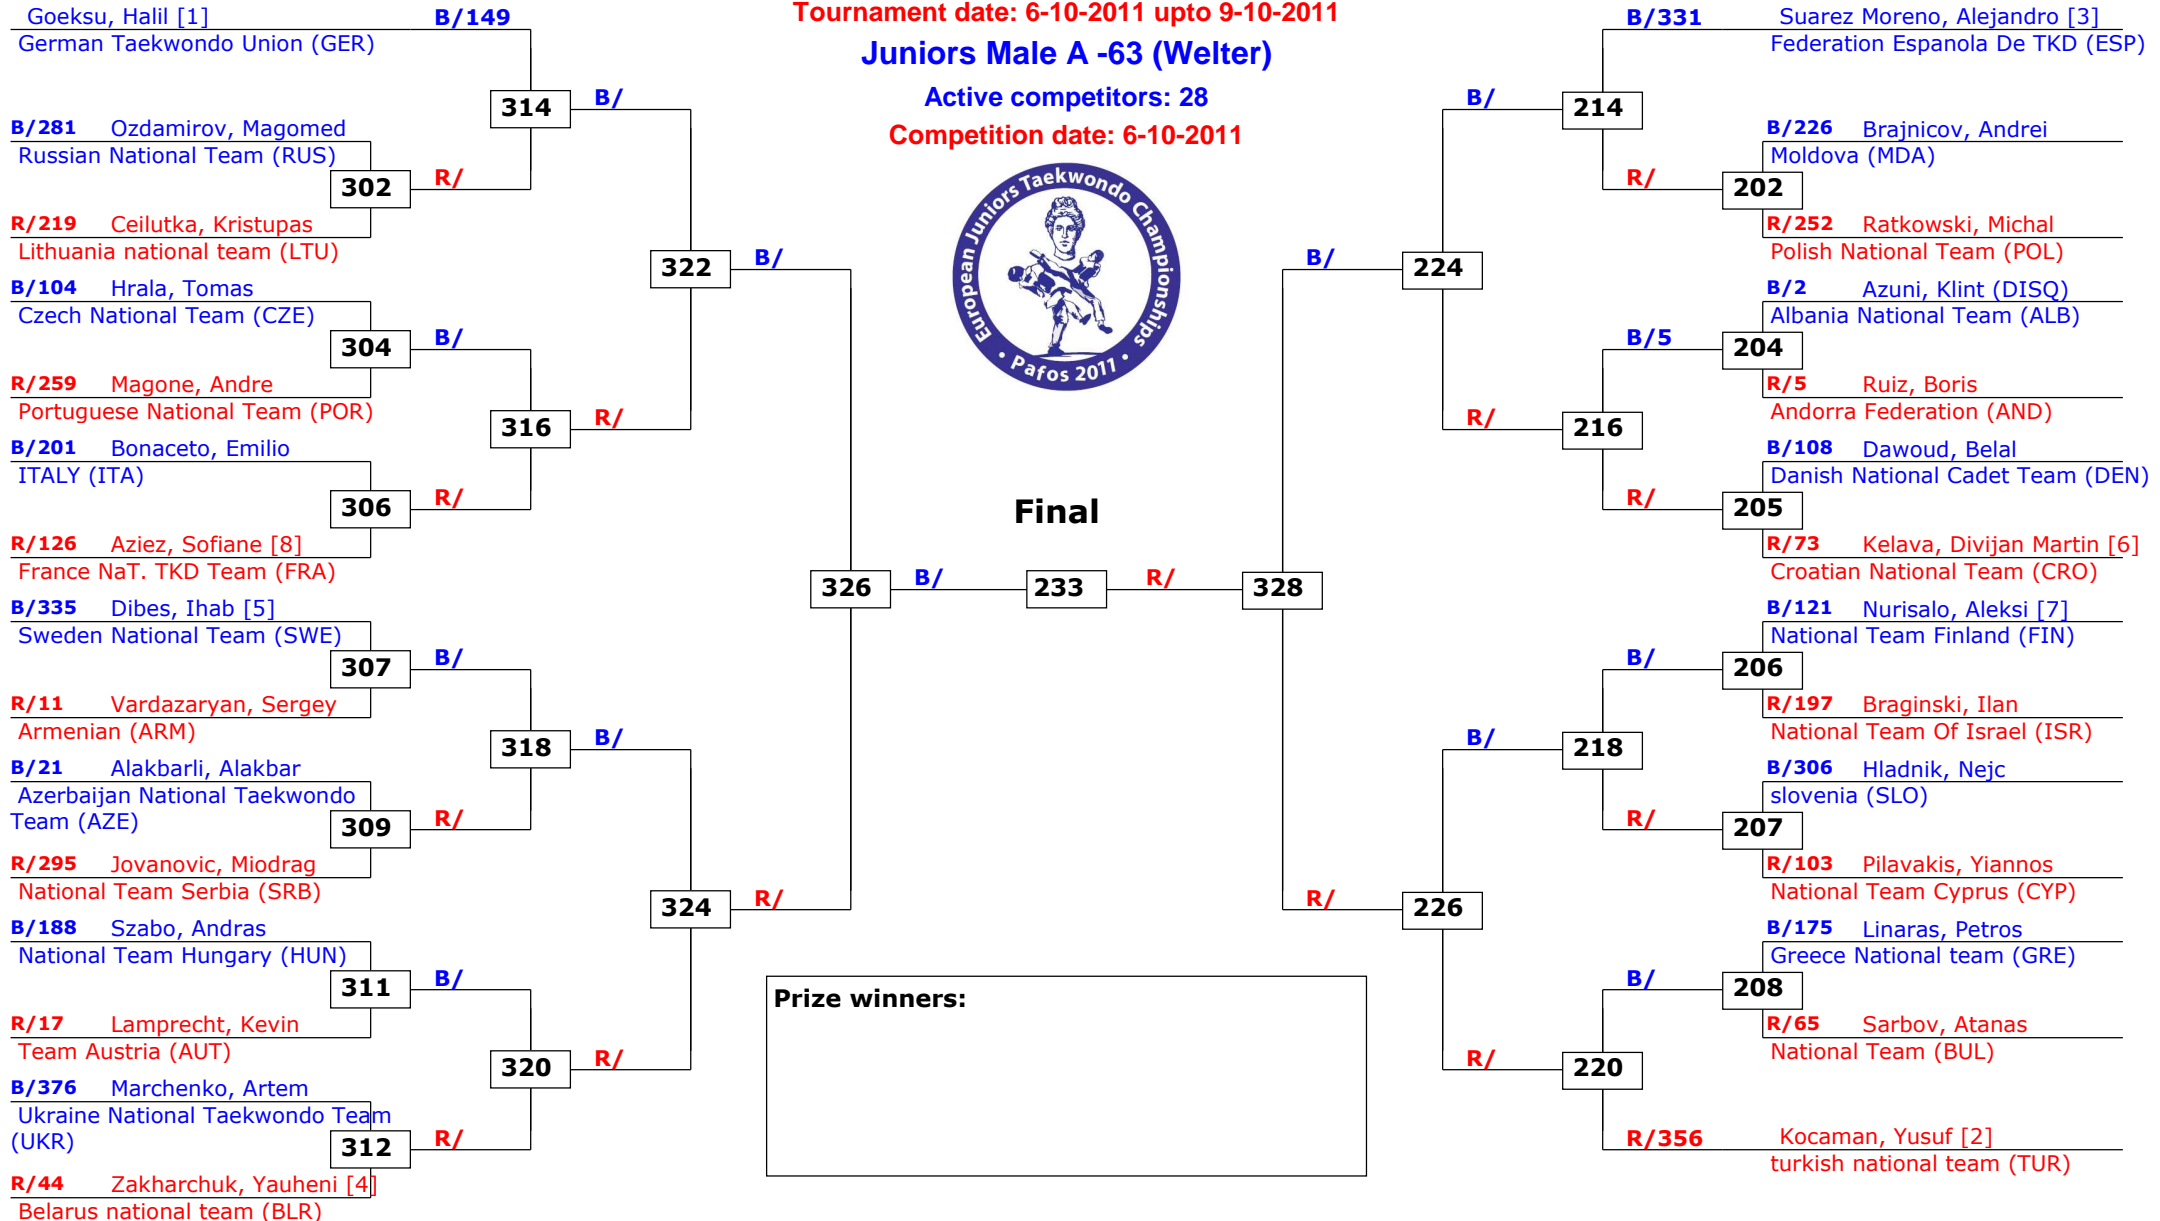 Tournament date: 6-10-2011 upto 9-10-2011
Juniors Male A -63 (Welter)
Active competitors: 28
Competition date: 6-10-2011
European Juniors Taekwondo Championships
• Pafos 2011 •
Goeksu, Halil [1] B/149
German Taekwondo Union (GER)
314 B/
B/281 Ozdamirov, Magomed
Russian National Team (RUS)
302 R/
R/219 Ceilutka, Kristupas
Lithuania national team (LTU)
322 B/
B/104 Hrala, Tomas
Czech National Team (CZE)
304 B/
R/259 Magone, Andre
Portuguese National Team (POR)
316 R/
B/201 Bonaceto, Emilio
ITALY (ITA)
306 R/
R/126 Aziez, Sofiane [8]
France NaT. TKD Team (FRA)
326 B/
B/335 Dibes, Ihab [5]
Sweden National Team (SWE)
307 B/
R/11 Vardazaryan, Sergey
Armenian (ARM)
318 B/
B/21 Alakbarli, Alakbar
Azerbaijan National Taekwondo
Team (AZE)
309 R/
R/295 Jovanovic, Miodrag
National Team Serbia (SRB)
324 R/
B/188 Szabo, Andras
National Team Hungary (HUN)
311 B/
R/17 Lamprecht, Kevin
Team Austria (AUT)
320 R/
B/376 Marchenko, Artem
Ukraine National Taekwondo Team
(UKR)
312 R/
R/44 Zakharchuk, Yauheni [4]
Belarus national team (BLR)
Final
233
R/ 328
B/331 Suarez Moreno, Alejandro [3]
Federation Espanola De TKD (ESP)
B/ 214
B/226 Brajnicov, Andrei
Moldova (MDA)
R/ 202
R/252 Ratkowski, Michal
Polish National Team (POL)
B/ 224
B/2 Azuni, Klint (DISQ)
Albania National Team (ALB)
B/5 204
R/5 Ruiz, Boris
Andorra Federation (AND)
R/ 216
B/108 Dawoud, Belal
Danish National Cadet Team (DEN)
R/ 205
R/73 Kelava, Divijan Martin [6]
Croatian National Team (CRO)
B/121 Nurisalo, Aleksi [7]
National Team Finland (FIN)
B/ 206
R/197 Braginski, Ilan
National Team Of Israel (ISR)
B/ 218
B/306 Hladnik, Nejc
slovenia (SLO)
R/ 207
R/103 Pilavakis, Yiannos
National Team Cyprus (CYP)
R/ 226
B/175 Linaras, Petros
Greece National team (GRE)
B/ 208
R/65 Sarbov, Atanas
National Team (BUL)
R/ 220
R/356 Kocaman, Yusuf [2]
turkish national team (TUR)
Prize winners: